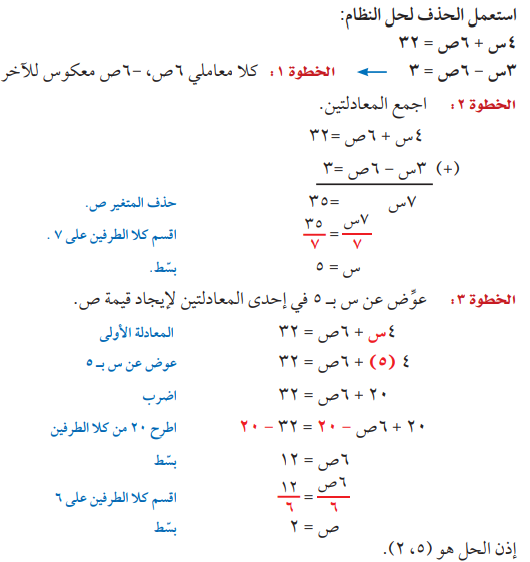 استعمل الحذف لحل النظام:
٤س + ٦ص = ٣٢
٣س − ٦ص = ٣ ← الخطوة ١: كلا معاملي ٦ص، −٦ص معكوس للآخر
الخطوة ٢: اجمع المعادلتين.
٤س + ٦ص =٣٢
(+) ٣س − ٦ص =٣
٧س =٣٥ حذف المتغير ص.
٧س/٧ = ٣٥/٧ اقسم كلا الطرفين على ٧ .
س = ٥ بسّط.
الخطوة ٣: عوِّض عن س بـ ٥ في إحدى المعادلتين لإيجاد قيمة ص.
٤س + ٦ص = ٣٢ المعادلة الأولى
٤ (٥) + ٦ص = ٣٢ عوض عن س بـ ٥
٢٠ + ٦ص = ٣٢ اضرب
٢٠ + ٦ص − ٢٠ = ٣٢ − ٢٠ اطرح ٢٠ من كلا الطرفين
٦ص = ١٢ بسّط
٦ص/٦ = ١٢/٦ اقسم كلا الطرفين على ٦
ص = ٢ بسّط
إذن الحل هو (٥، ٢).